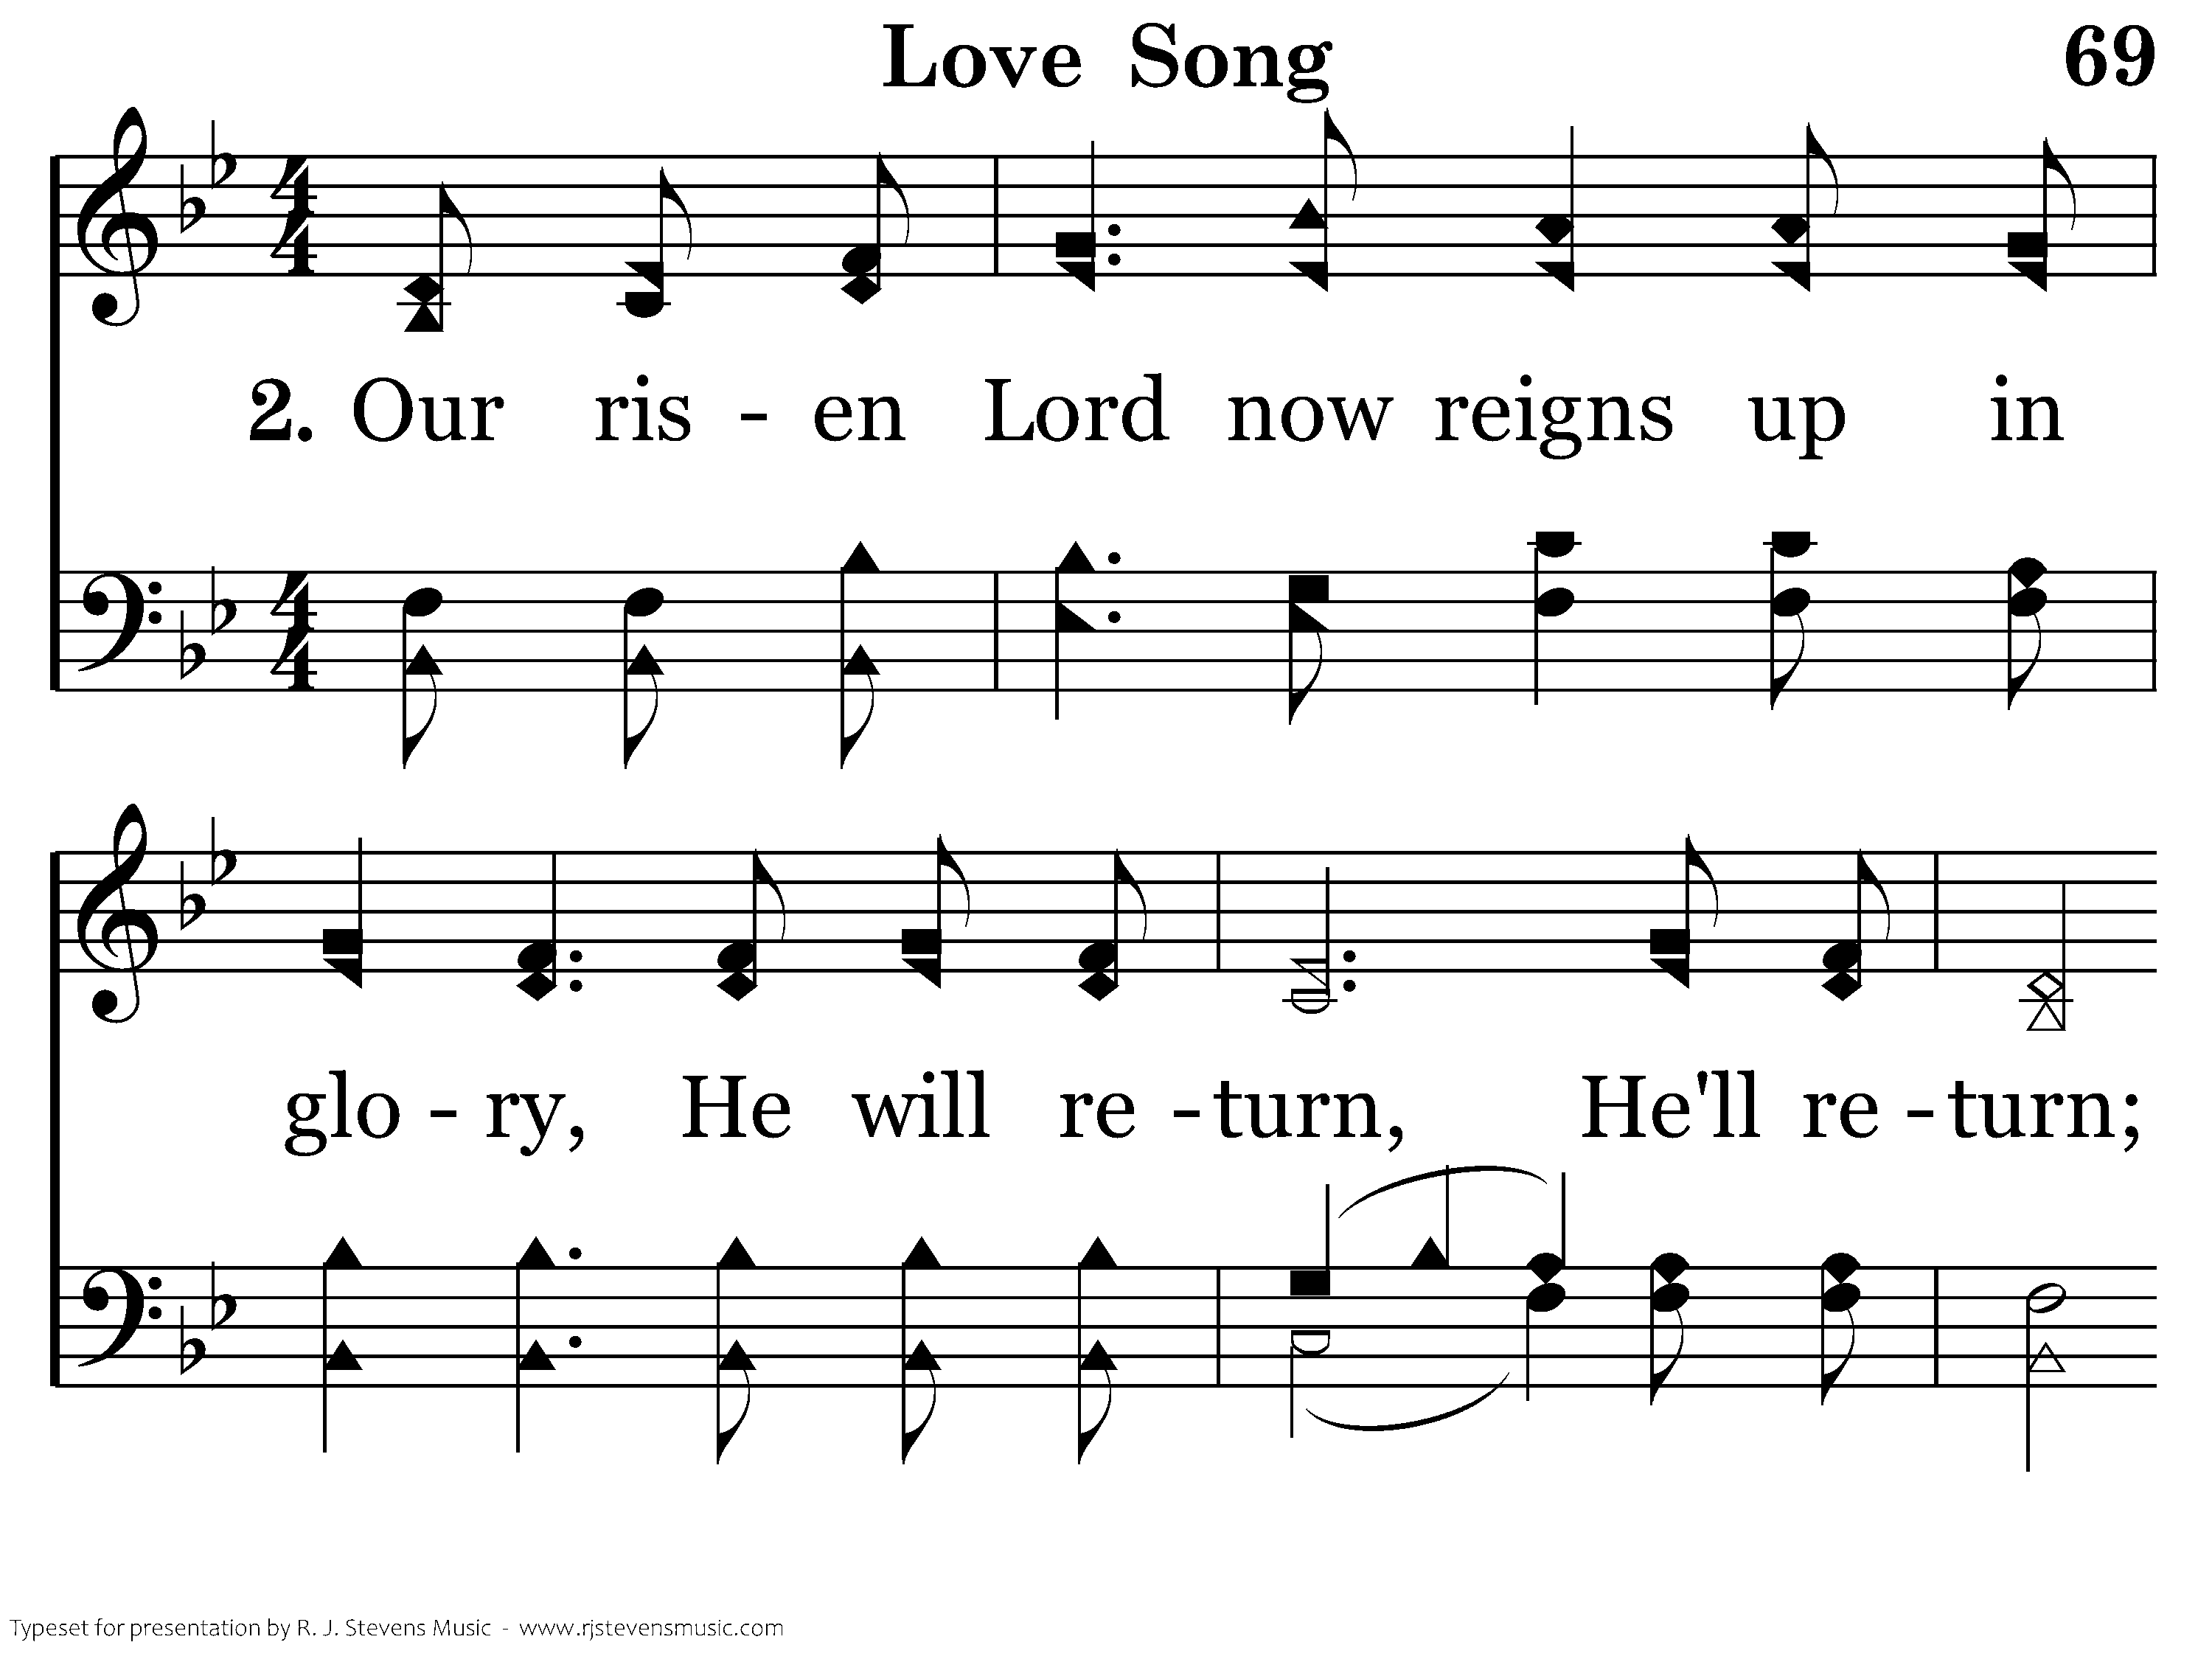 Love Song 69
2. Our ris - en Lord now reigns up in
glo - ry, He will re - turn, He'll re - turn;
Typeset for presentation by R. J. Stevens Music - www.rjstevensmusic.com